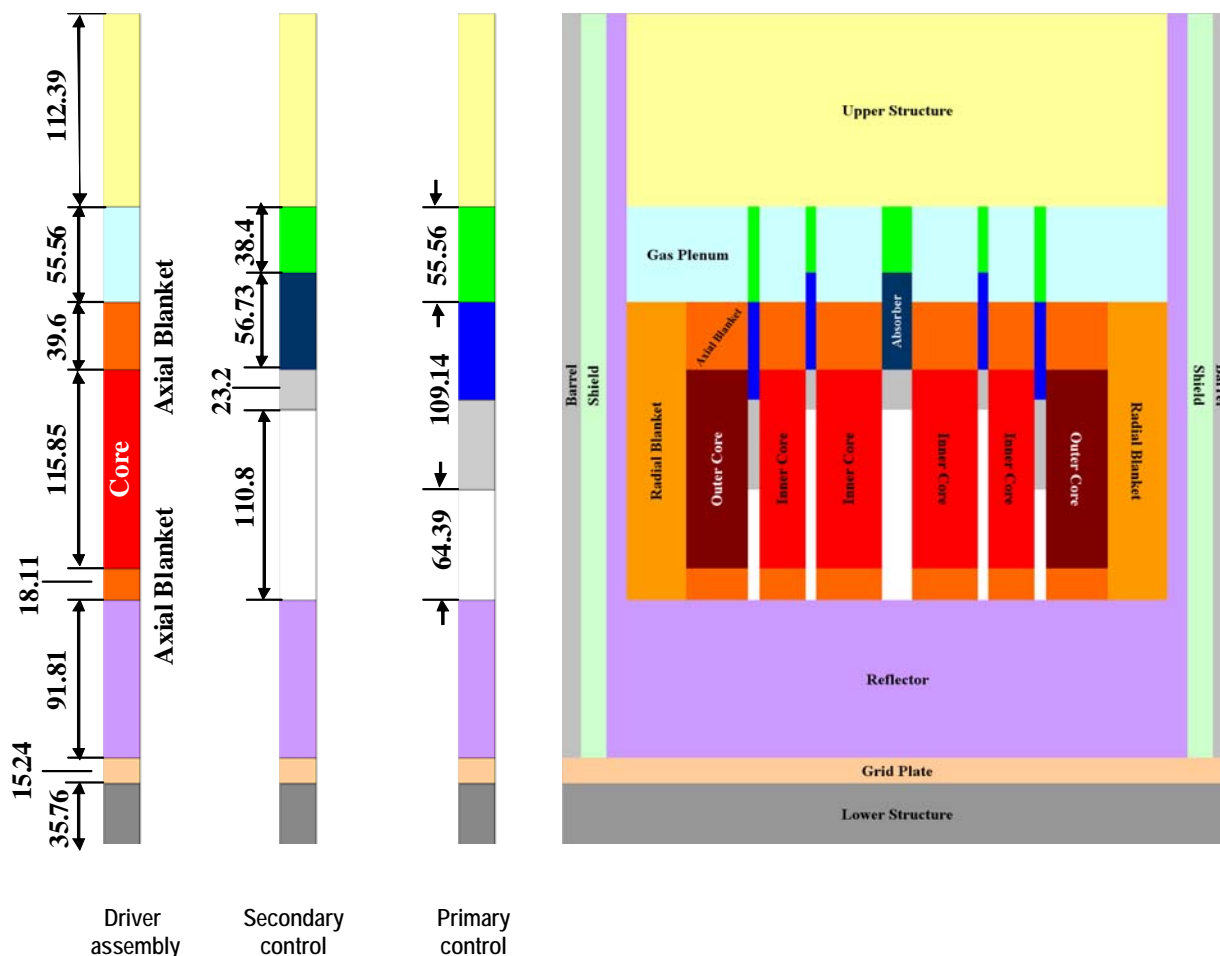 112.39
55.56
39.6
115.85
18.11
91.81
15.24
35.76
Core
Axial Blanket
Axial Blanket
38.4
56.73
23.2
110.8
55.56
109.14
64.39
Driver
assembly
Secondary
control
Primary
control
Upper Structure
Gas Plenum
Axial Blanket
Absorber
Barrel
Shield
Radial Blanket
Outer Core
Inner Core
Inner Core
Inner Core
Inner Core
Outer Core
Radial Blanket
Shield
Reflector
Grid Plate
Lower Structure